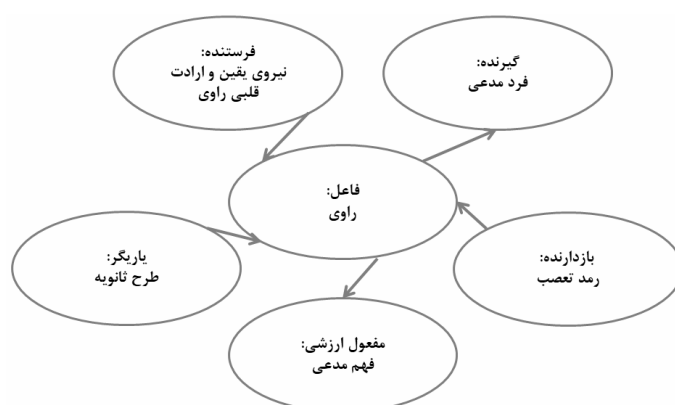 گیرنده:
فرد مدعی
فرستنده:
نیروی یقین و ارادت
قلبی راوی
فاعل:
راوی
بازدارنده:
رمد تعصب
یاریگر:
طرح ثانویه
مفعول ارزشی:
فهم مدعی